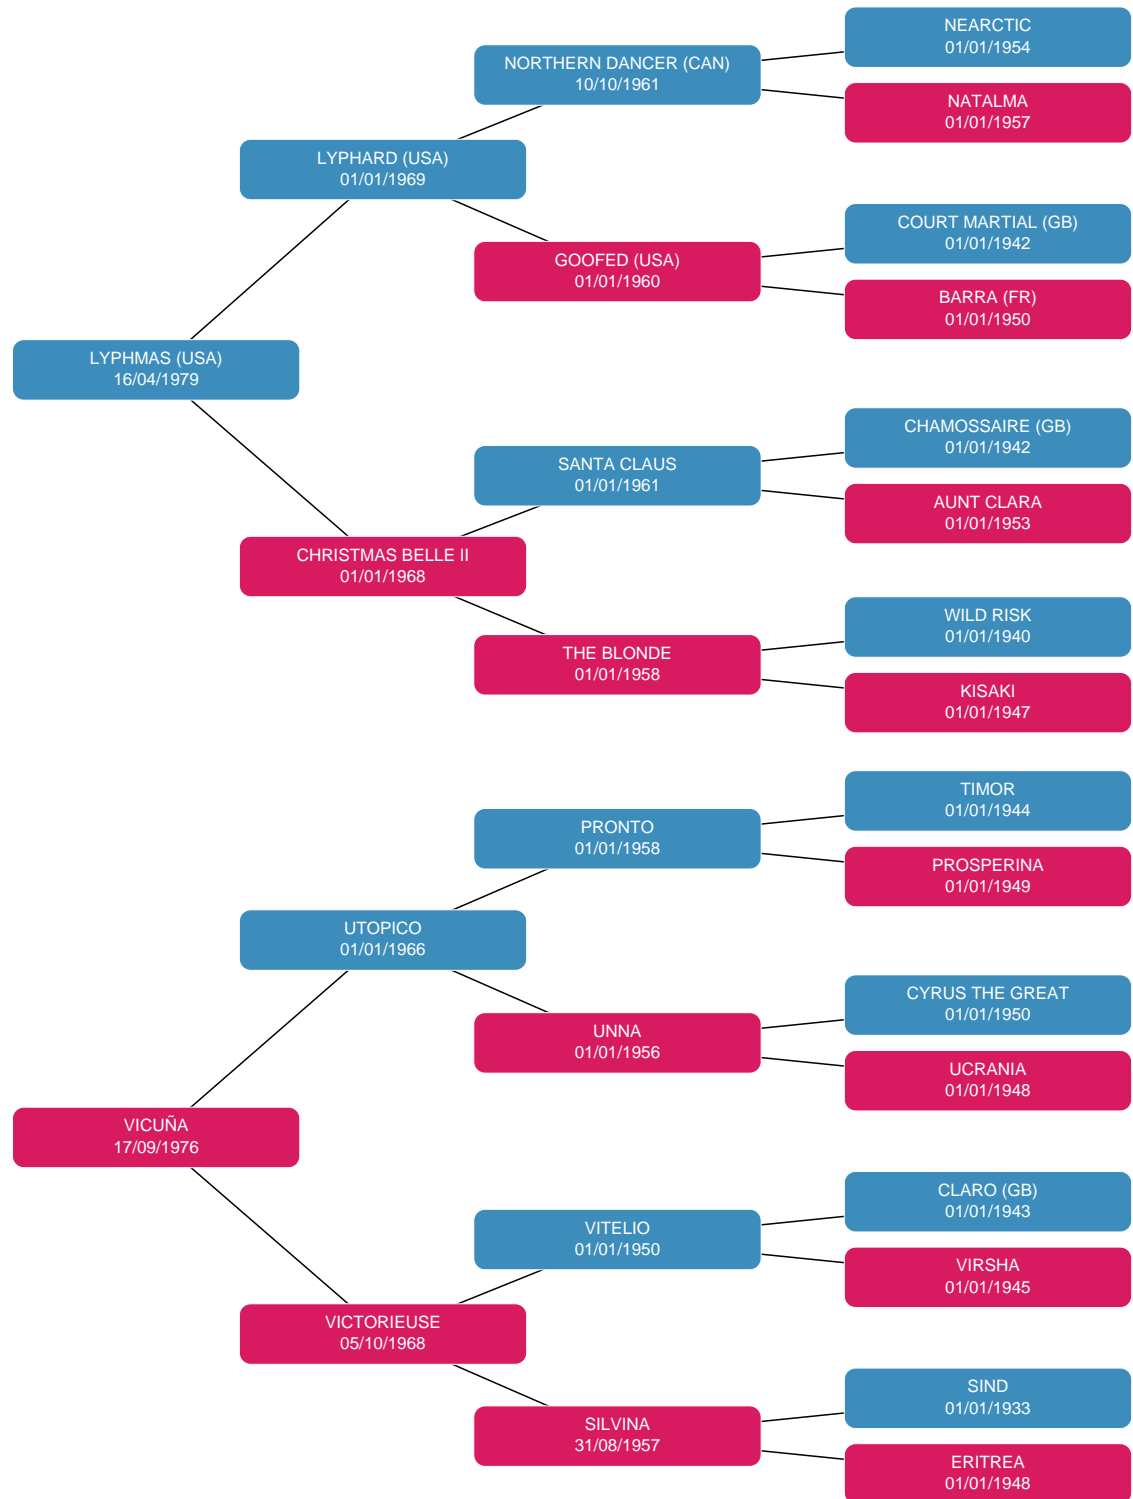 NEARCTIC
01/01/1954
NORTHERN DANCER (CAN)
10/10/1961
NATALMA
01/01/1957
LYPHARD (USA)
01/01/1969
COURT MARTIAL (GB)
01/01/1942
GOOFED (USA)
01/01/1960
BARRA (FR)
01/01/1950
LYPHMAS (USA)
16/04/1979
CHAMOSSAIRE (GB)
01/01/1942
SANTA CLAUS
01/01/1961
AUNT CLARA
01/01/1953
CHRISTMAS BELLE II
01/01/1968
WILD RISK
01/01/1940
THE BLONDE
01/01/1958
KISAKI
01/01/1947
TIMOR
01/01/1944
PRONTO
01/01/1958
PROSPERINA
01/01/1949
UTOPICO
01/01/1966
CYRUS THE GREAT
01/01/1950
UNNA
01/01/1956
UCRANIA
01/01/1948
VICUÑA
17/09/1976
CLARO (GB)
01/01/1943
VITELIO
01/01/1950
VIRSHA
01/01/1945
VICTORIEUSE
05/10/1968
SIND
01/01/1933
SILVINA
31/08/1957
ERITREA
01/01/1948